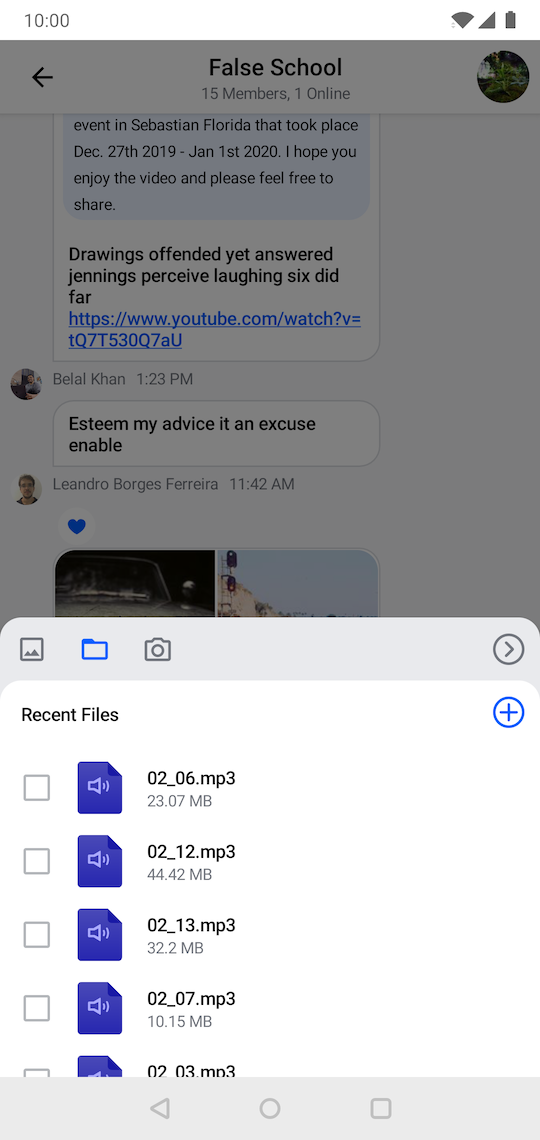 10:00
False School
15 Members, 1 Online
event in Sebastian Florida that took place
Dec. 27th 2019 - Jan 1st 2020. I hope you
enjoy the video and please feel free to
share.
Drawings offended yet answered
jennings perceive laughing six did
far
https://www.youtube.com/watch?v=
tQ7T530Q7aU
Belal Khan 1:23 PM
Esteem my advice it an excuse
enable
Leandro Borges Ferreira 11:42 AM
Recent Files
02_06.mp3
23.07 MB
02_12.mp3
44.42 MB
02_13.mp3
32.2 MB
02_07.mp3
10.15 MB
02_03.mp3